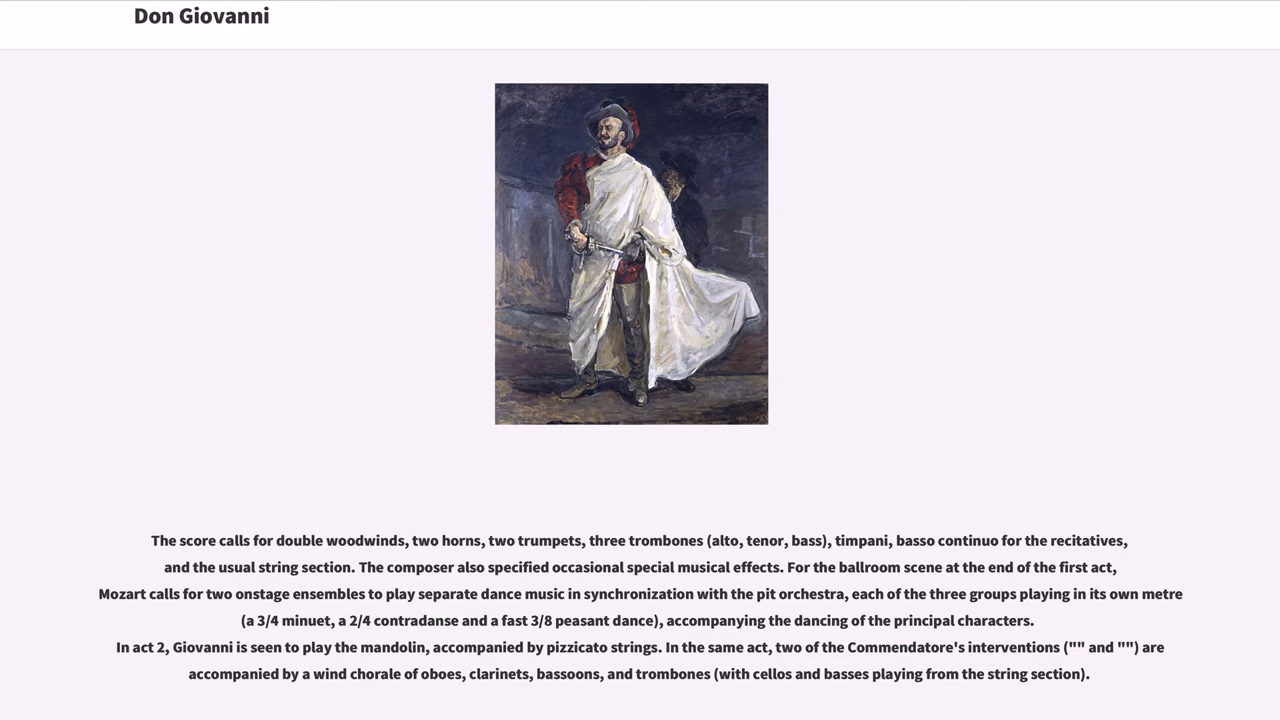 Don Giovanni
The score calls for double woodwinds, two horns, two trumpets, three trombones (alto, tenor, bass), timpani, basso continuo for the recitatives,
and the usual string section. The composer also specified occasional special musical effects. For the ballroom scene at the end of the first act,
Mozart calls for two onstage ensembles to play separate dance music in synchronization with the pit orchestra, each of the three groups playing in its own metre
(a 3/4 minuet, a 2/4 contradanse and a fast 3/8 peasant dance), accompanying the dancing of the principal characters.
In act 2, Giovanni is seen to play the mandolin, accompanied by pizzicato strings. In the same act, two of the Commendatore's interventions ("" and "") are
accompanied by a wind chorale of oboes, clarinets, bassoons, and trombones (with cellos and basses playing from the string section).